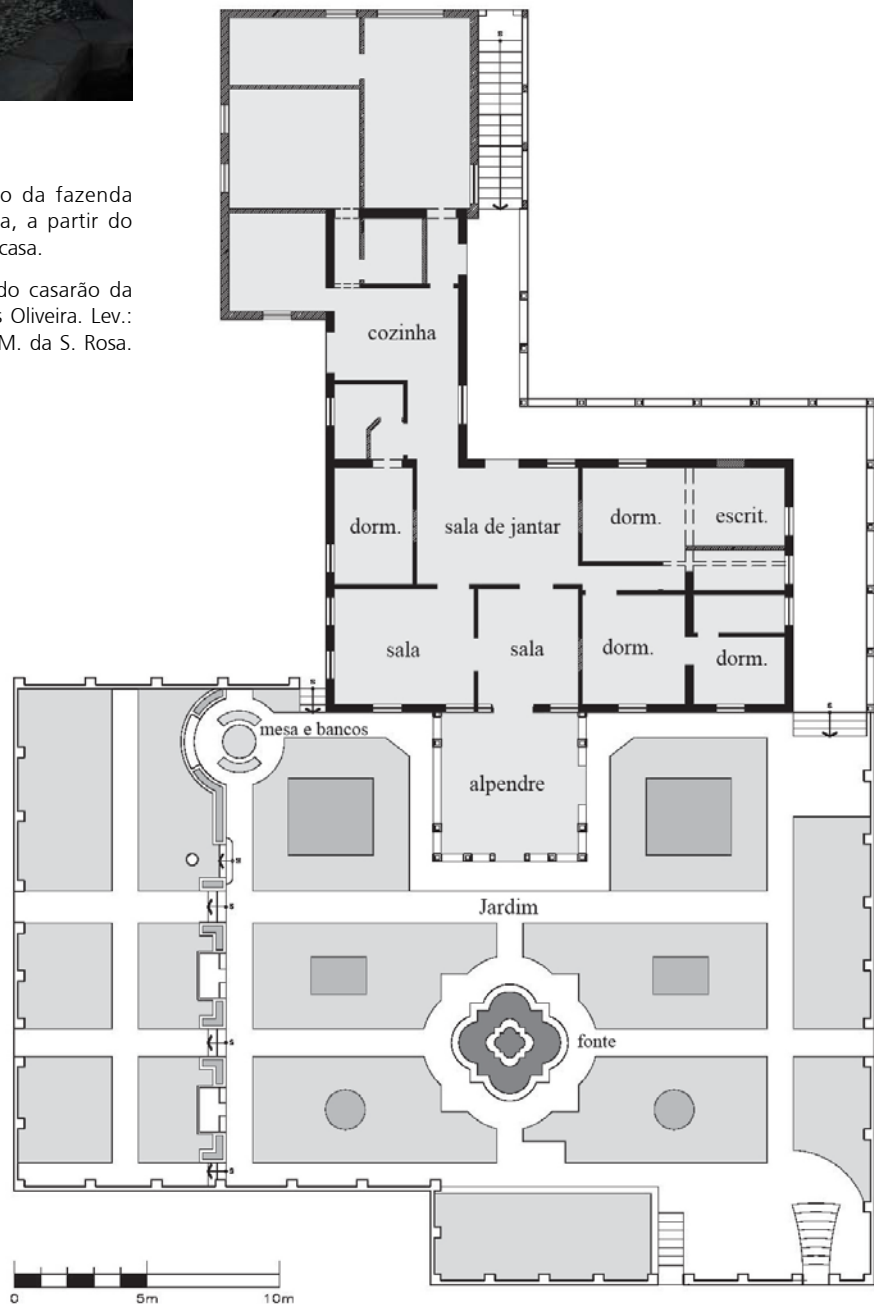 o da fazenda
a, a partir do
casa.
do casarão da
s Oliveira. Lev.:
M. da S. Rosa.
s
cozinha
dorm.
sala de jantar
dorm.
escrit.
sala
sala
dorm.
dorm.
s
s
mesa e bancos
alpendre
s
s
Jardim
s
fonte
s
0
5m
10m